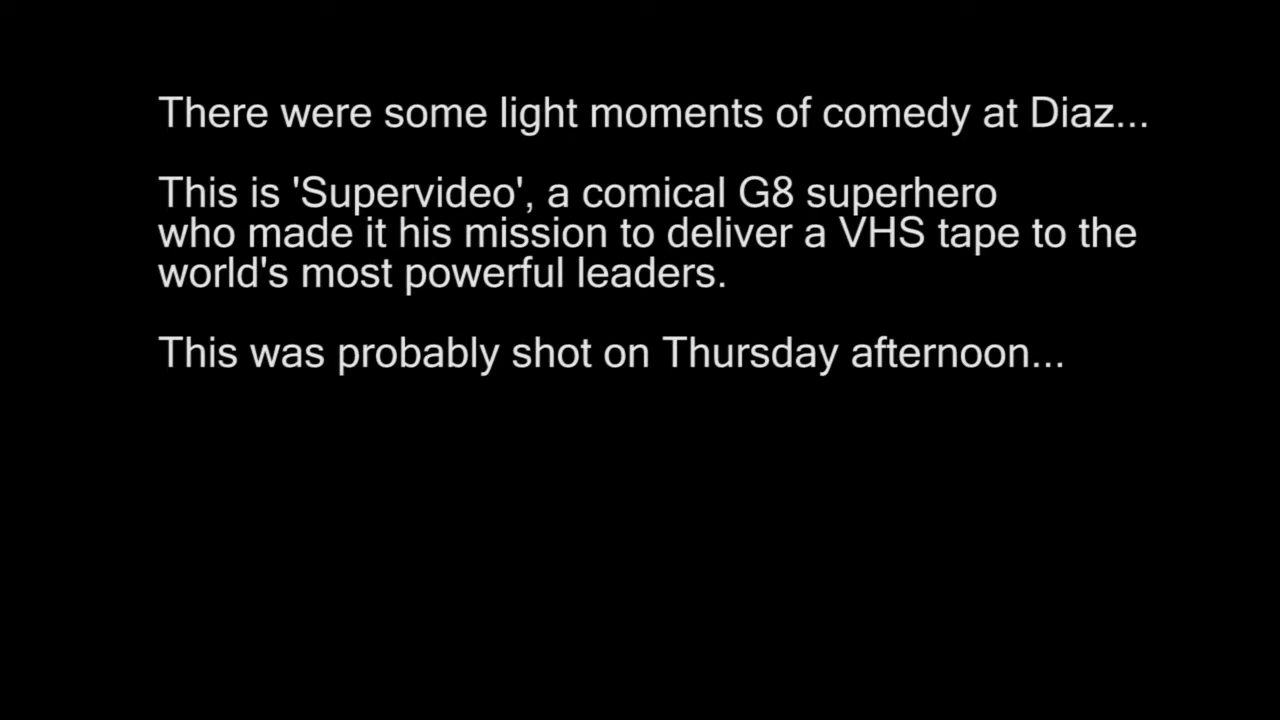 There were some light moments of comedy at Diaz...
This is 'Supervideo', a comical G8 superhero
who made it his mission to deliver a VHS tape to the
world's most powerful leaders.
This was probably shot on Thursday afternoon...